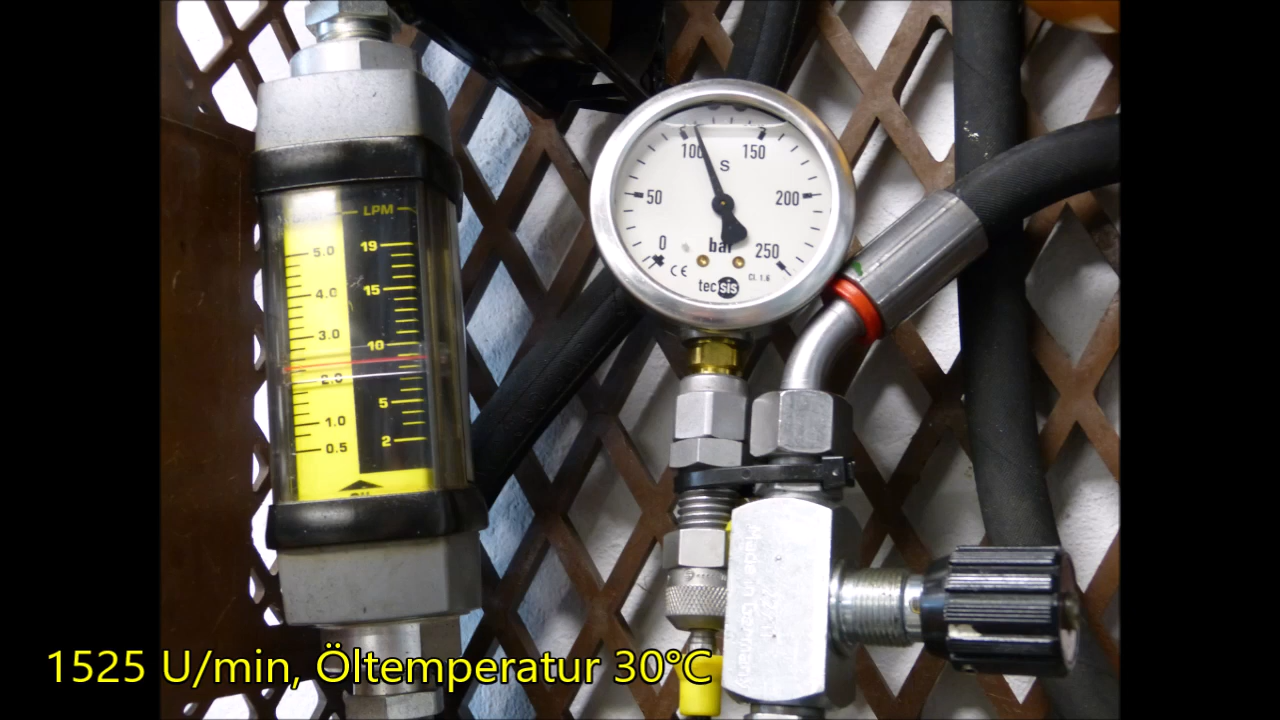 LPM
5.0
4.0
3.0
2.0
1.0
0.5
19
15
10
5
2
0
50
100
150
200
250
S
bar
CE
Cl. 1.6
tecsis
Made in Germany
1525 U/min, Öltemperatur 30°C